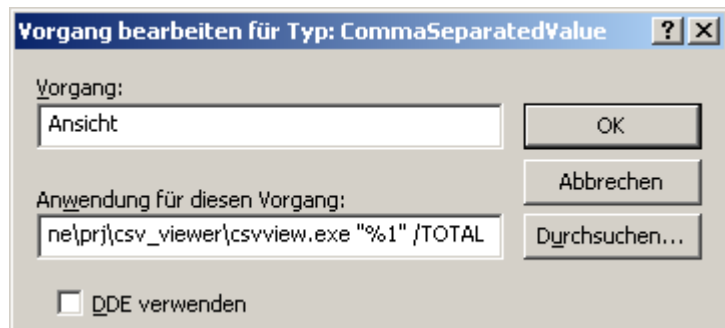 Vorgang bearbeiten für Typ: CommaSeparatedValue
Vorgang:
Ansicht
OK
Abbrechen
Anwendung für diesen Vorgang:
ne\prj\csv_viewer\csvview.exe "%1" /TOTAL
Durchsuchen...
DDE verwenden